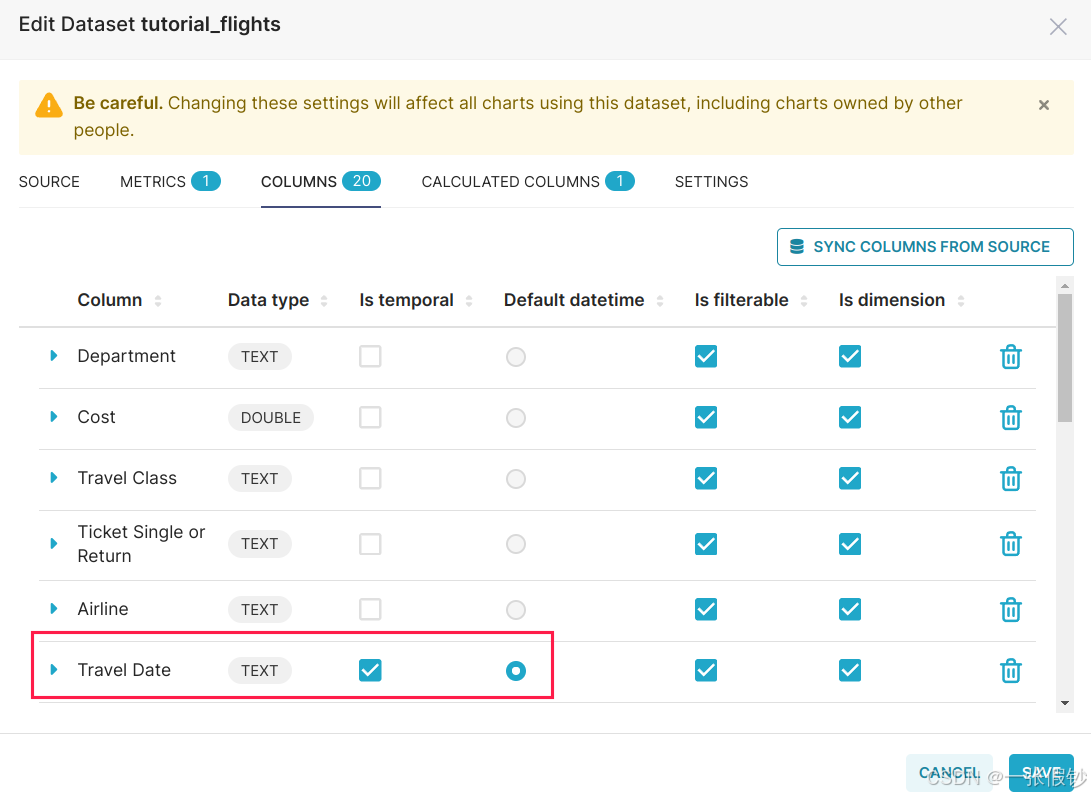 Edit Dataset tutorial_flights
Be careful. Changing these settings will affect all charts using this dataset, including charts owned by other
people.
SOURCE METRICS 1 COLUMNS 20 CALCULATED COLUMNS 1 SETTINGS
SYNC COLUMNS FROM SOURCE
Column Data type Is temporal Default datetime Is filterable Is dimension
Department TEXT
Cost DOUBLE
Travel Class TEXT
Ticket Single or
Return
TEXT
Airline TEXT
Travel Date TEXT
CANCEL SAVE
CSDN @一张假钞